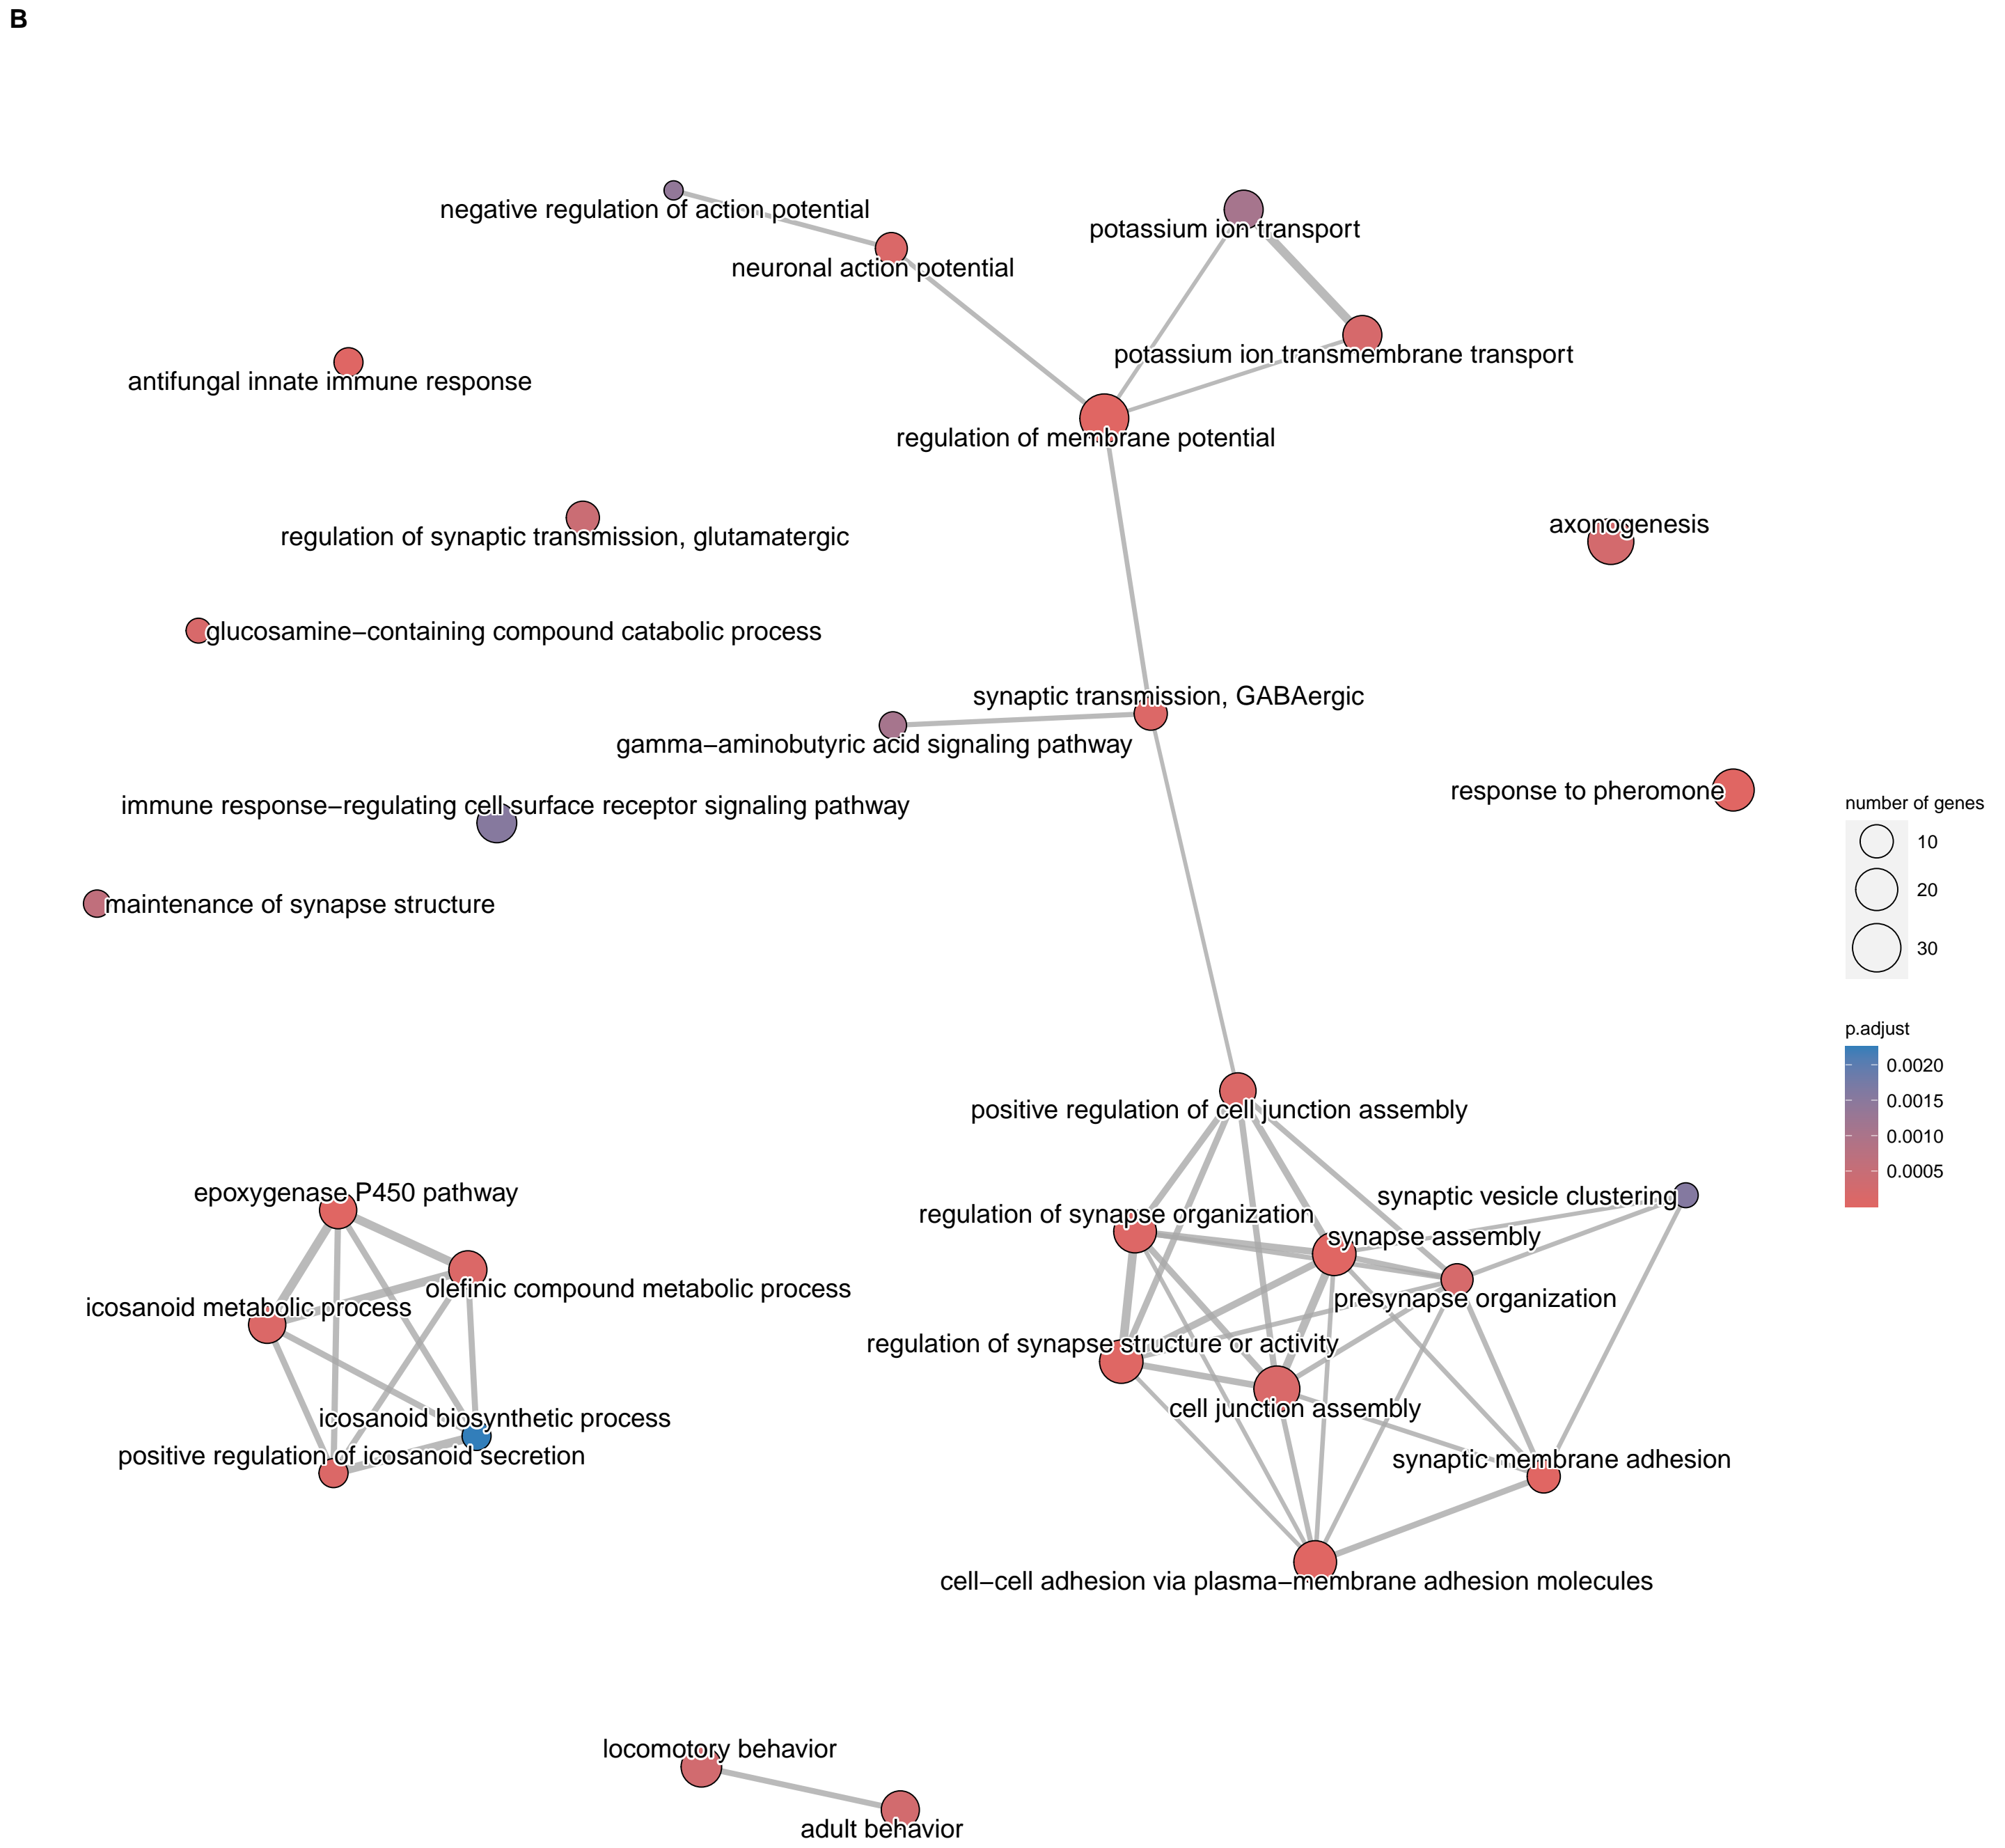 B
negative regulation of action potential
potassium ion transport
neuronal action potential
potassium ion transmembrane transport
antifungal innate immune response
regulation of membrane potential
axonogenesis
regulation of synaptic transmission, glutamatergic
glucosamine−containing compound catabolic process
synaptic transmission, GABAergic
gamma−aminobutyric acid signaling pathway
response to pheromone
immune response−regulating cell surface receptor signaling pathway
maintenance of synapse structure
number of genes
10
20
30
p.adjust
0.0020
0.0015
0.0010
0.0005
positive regulation of cell junction assembly
epoxygenase P450 pathway
synaptic vesicle clustering
regulation of synapse organization
synapse assembly
olefinic compound metabolic process
presynapse organization
icosanoid metabolic process
regulation of synapse structure or activity
cell junction assembly
icosanoid biosynthetic process
positive regulation of icosanoid secretion
synaptic membrane adhesion
cell−cell adhesion via plasma−membrane adhesion molecules
locomotory behavior
adult behavior